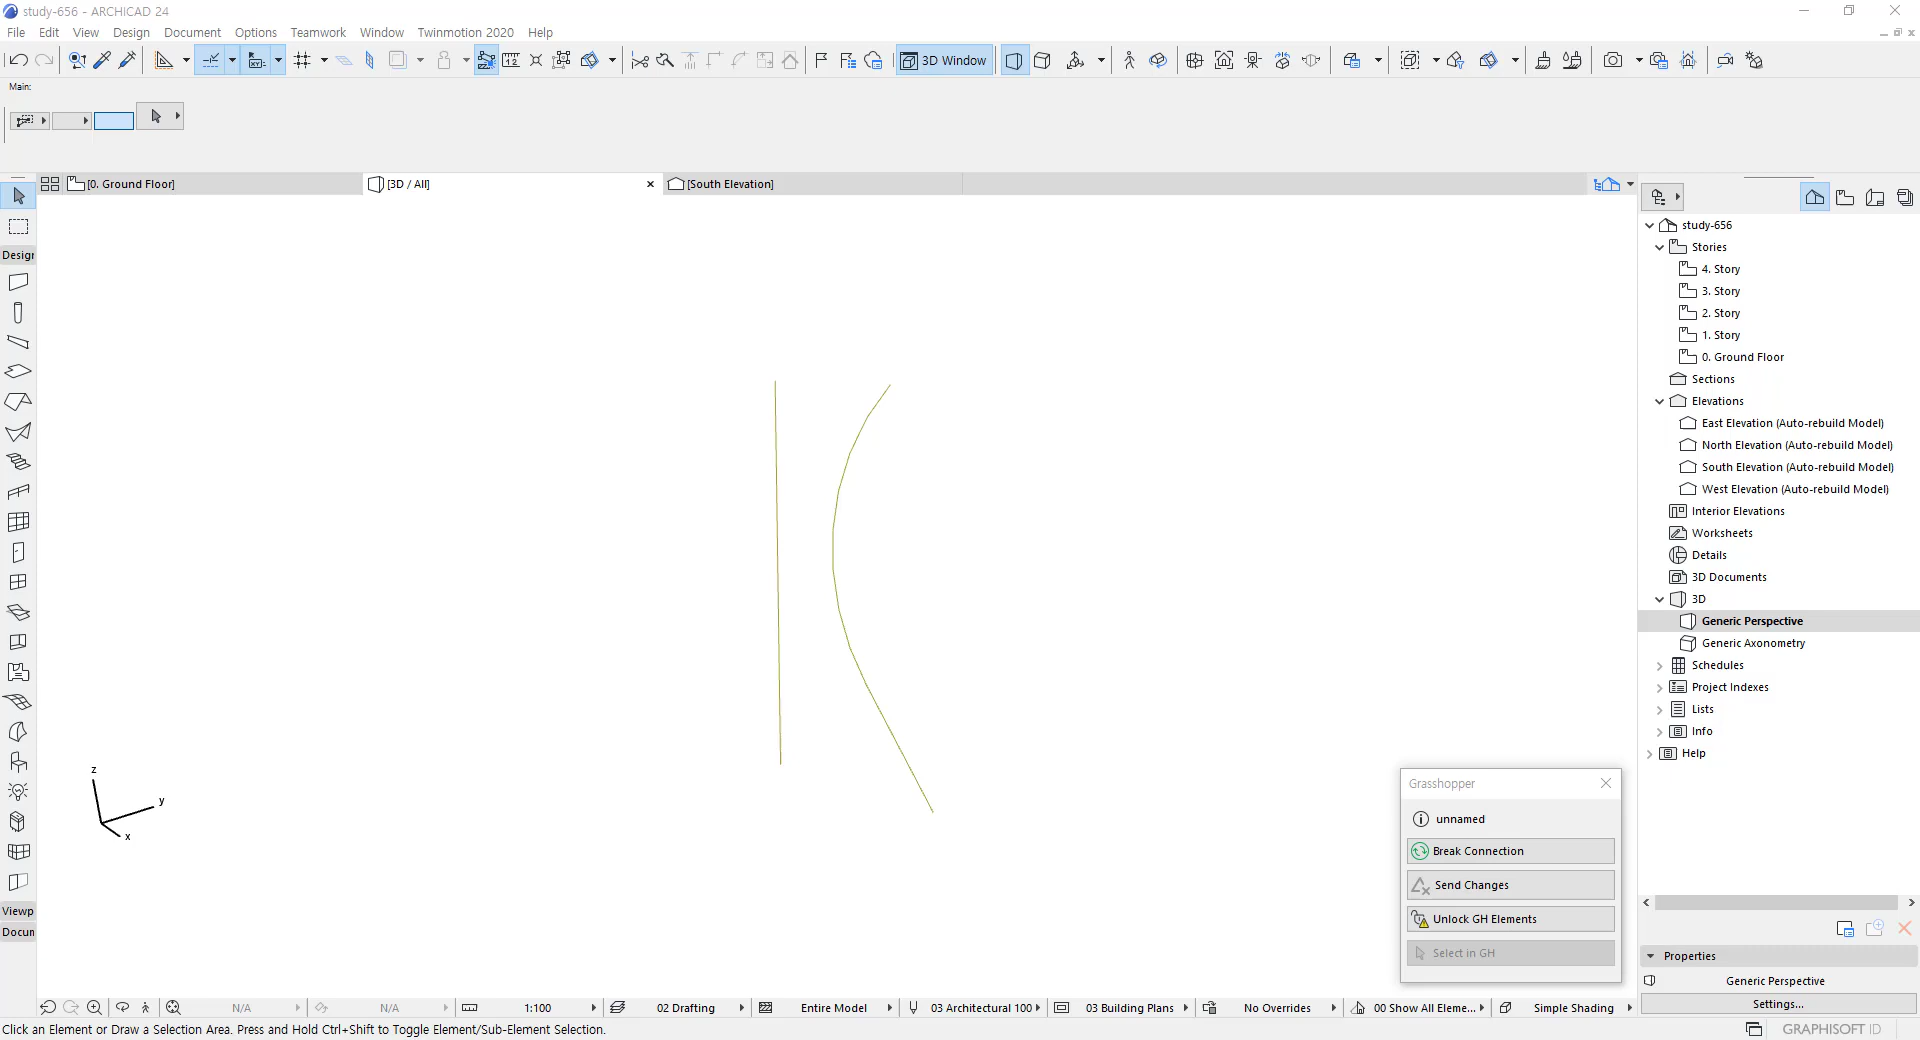 study-656 - ARCHICAD 24
File Edit View Design Document Options Teamwork Window Twinmotion 2020 Help
3D Window
Main:
[0. Ground Floor]
[3D / All]
[South Elevation]
Desigr
Viewp
Docun
study-656
Stories
4. Story
3. Story
2. Story
1. Story
0. Ground Floor
Sections
Elevations
East Elevation (Auto-rebuild Model)
North Elevation (Auto-rebuild Model)
South Elevation (Auto-rebuild Model)
West Elevation (Auto-rebuild Model)
Interior Elevations
Worksheets
Details
3D Documents
3D
Generic Perspective
Generic Axonometry
Schedules
Project Indexes
Lists
Info
Help
z
y
x
Grasshopper
unnamed
Break Connection
Send Changes
Unlock GH Elements
Select in GH
Properties
Generic Perspective
Settings...
N/A N/A 1:100 02 Drafting Entire Model 03 Architectural 100 03 Building Plans No Overrides 00 Show All Eleme... Simple Shading
Click an Element or Draw a Selection Area. Press and Hold Ctrl+Shift to Toggle Element/Sub-Element Selection.
GRAPHISOFT ID